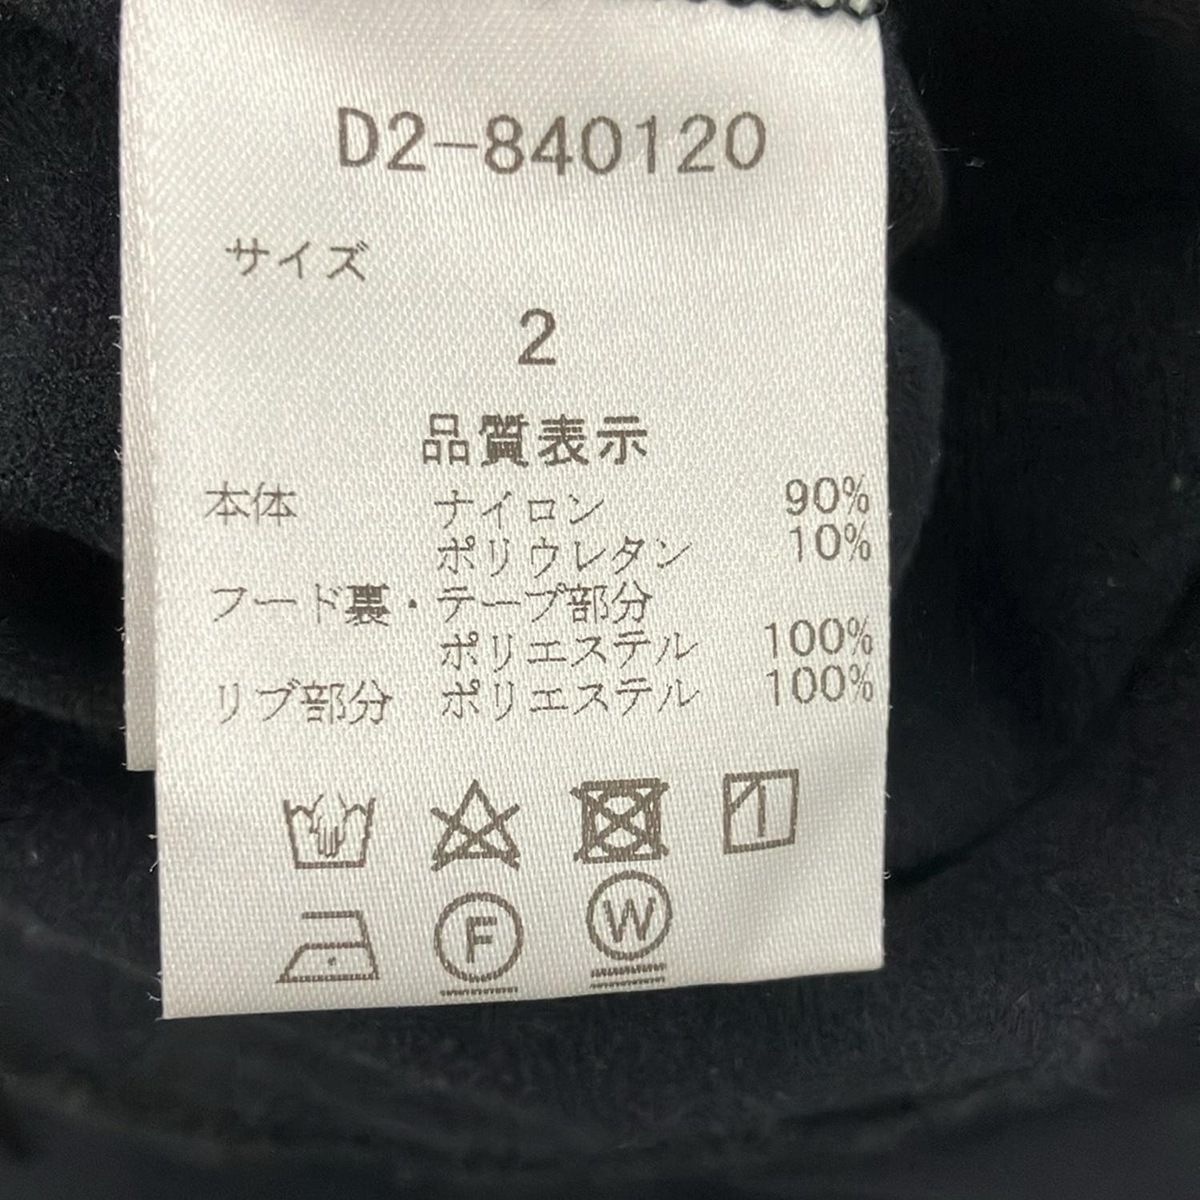 D2-840120
サイズ
2
品質表示
本体 ナイロン 90%
ポリウレタン 10%
フード裏・テープ部分
ポリエステル 100%
リブ部分 ポリエステル 100%
F W